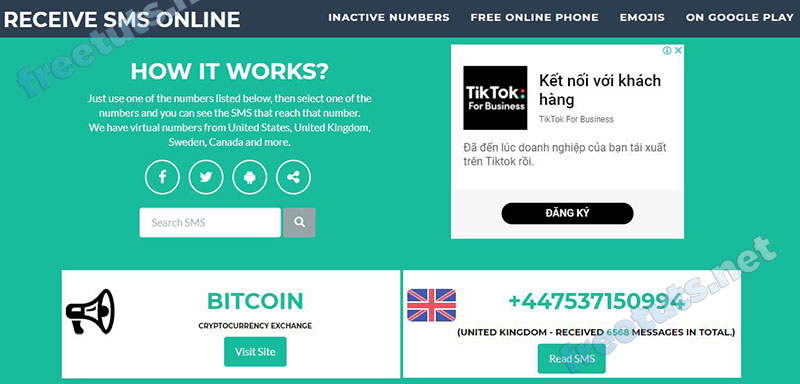 RECEIVE SMS ONLINE
INACTIVE NUMBERS FREE ONLINE PHONE EMOJIS ON GOOGLE PLAY
HOW IT WORKS?
Just use one of the numbers listed below, then select one of the
numbers and you can see the SMS that reach that number.
We have virtual numbers from United States, United Kingdom,
Sweden, Canada and more.
Search SMS
TikTok:
For Business
Kết nối với khách
hàng
TikTok For Business
Đã đến lúc doanh nghiệp của bạn tái xuất
trên Tiktok rồi.
ĐĂNG KÝ
BITCOIN
CRYPTOCURRENCY EXCHANGE
Visit Site
+447537150994
(UNITED KINGDOM - RECEIVED 6568 MESSAGES IN TOTAL.)
Read SMS
freetuts.net
freetuts.net